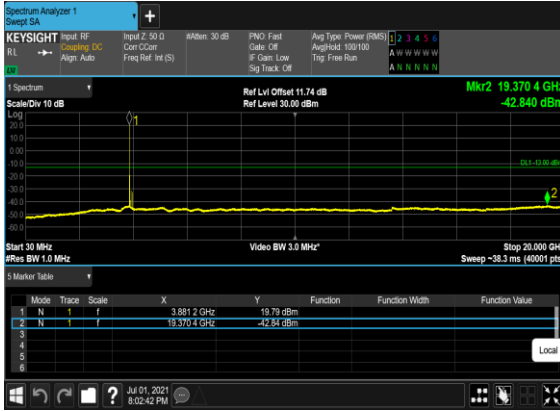 Spectrum Analyzer 1
Swept SA
+
KEYSIGHT Input: RF Input Z: 50 Ω #Atten: 30 dB PNO: Fast Avg Type: Power (RMS) 1 2 3 4 5 6
RL Coupling: DC Corr CCorr Gate: Off Avg|Hold: 100/100 A W W W W W
Align: Auto Freq Ref: Int (S) IF Gain: Low Trig: Free Run
Sig Track: Off A N N N N N
1 Spectrum
Scale/Div 10 dB
Ref Lvl Offset 11.74 dB
Ref Level 30.00 dBm
Mkr2 19.370 4 GHz
-42.840 dBm
Log
20.0
10.0
0.00
-10.0
-20.0
-30.0
-40.0
-50.0
-60.0
1
DL1 -13.00 dBm
2
Start 30 MHz Video BW 3.0 MHz* Stop 20.000 GHz
#Res BW 1.0 MHz Sweep ~38.3 ms (40001 pts)
5 Marker Table
Mode Trace Scale X Y Function Function Width Function Value
1 N 1 f 3.881 2 GHz 19.79 dBm
2 N 1 f 19.370 4 GHz -42.84 dBm
3
4
5
6
Local
?
Jul 01, 2021
8:02:42 PM